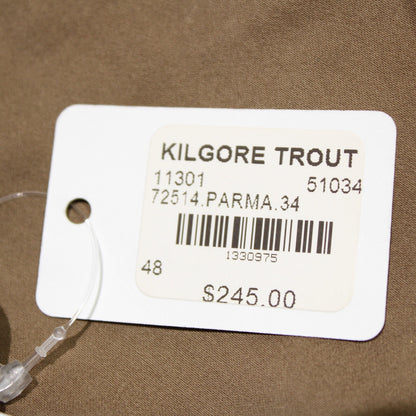 KILGORE TROUT
11301 51034
72514.PARMA.34
1330975
48
$245.00